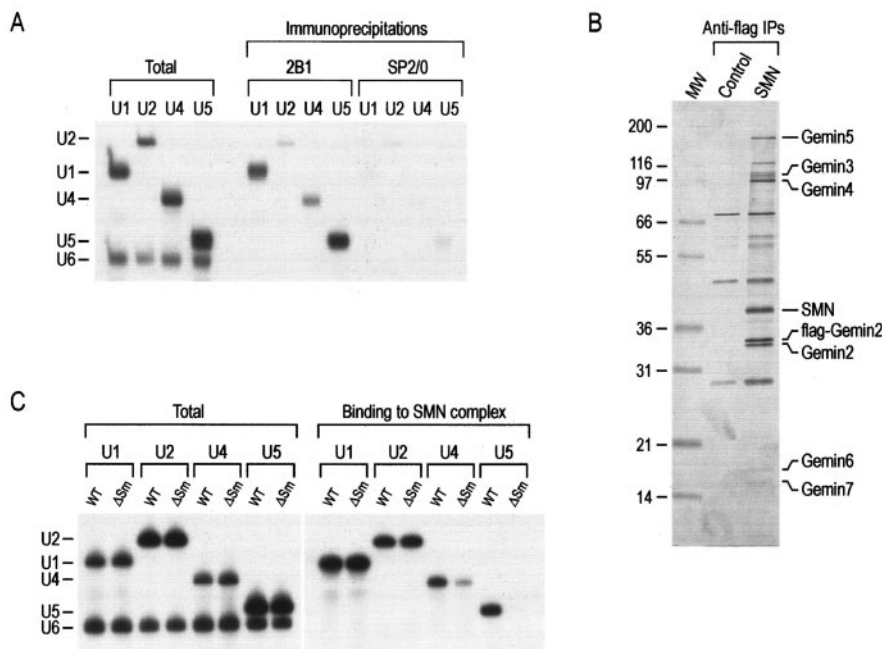 A
Immunoprecipitations
Total 2B1 SP2/0
U1 U2 U4 U5 U1 U2 U4 U5 U1 U2 U4 U5
U2
U1
U4
U5
U6
B
Anti-flag IPs
MW Control SMN
200
116
97
66
55
36
31
21
14
Gemin5
Gemin3
Gemin4
SMN
flag-Gemin2
Gemin2
Gemin6
Gemin7
C
Total Binding to SMN complex
U1 U2 U4 U5 U1 U2 U4 U5
WT ΔSm WT ΔSm WT ΔSm WT ΔSm WT ΔSm WT ΔSm WT ΔSm WT ΔSm
U2
U1
U4
U5
U6